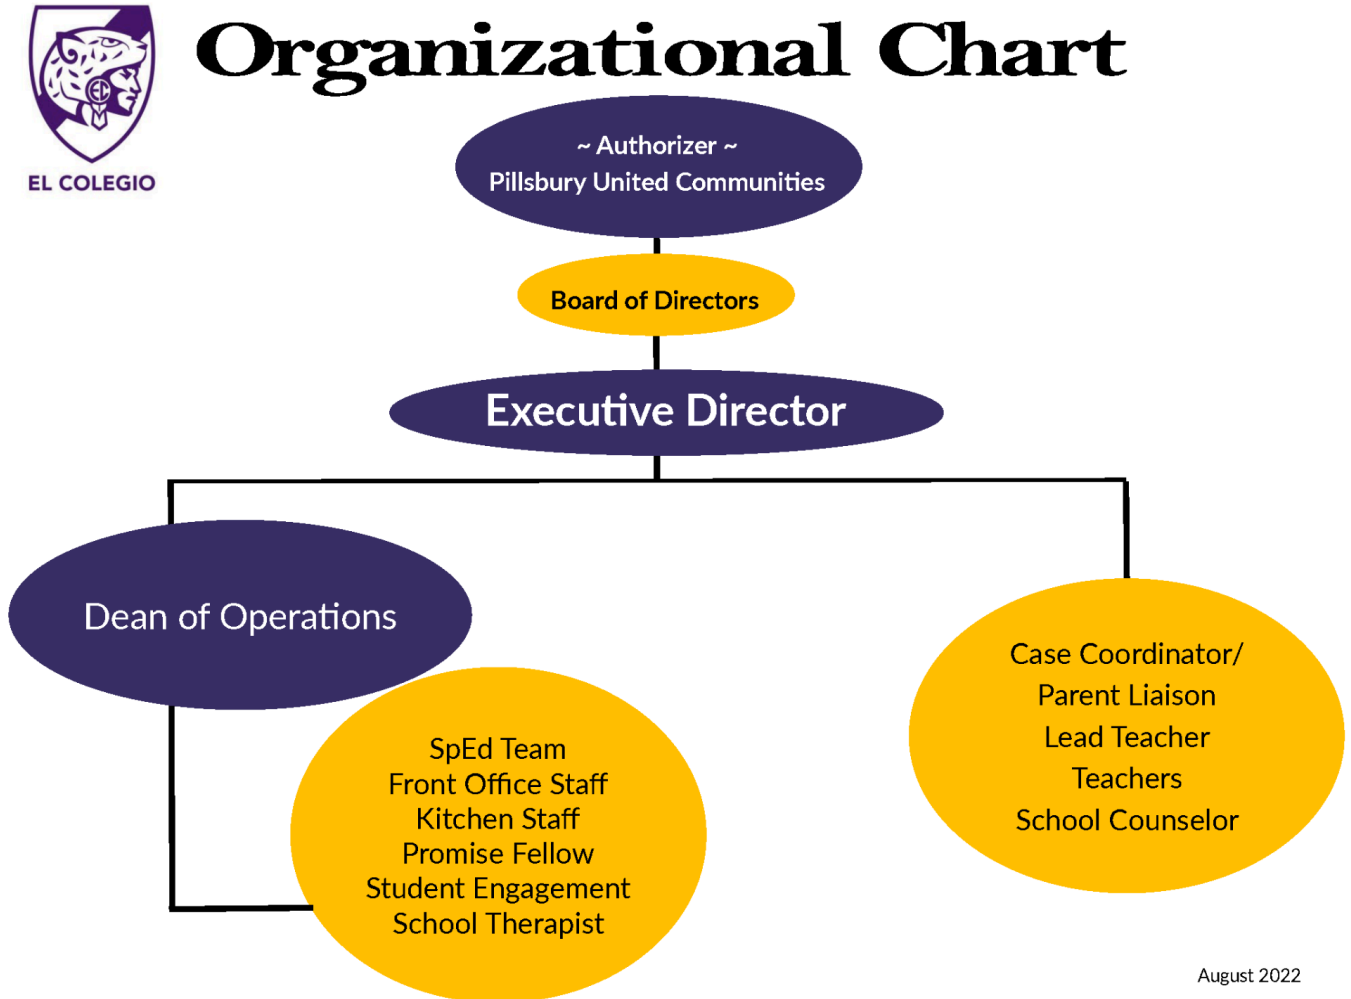 Organizational Chart
EC
EL COLEGIO
~ Authorizer ~
Pillsbury United Communities
Board of Directors
Executive Director
Dean of Operations
SpEd Team
Front Office Staff
Kitchen Staff
Promise Fellow
Student Engagement
School Therapist
Case Coordinator/
Parent Liaison
Lead Teacher
Teachers
School Counselor
August 2022